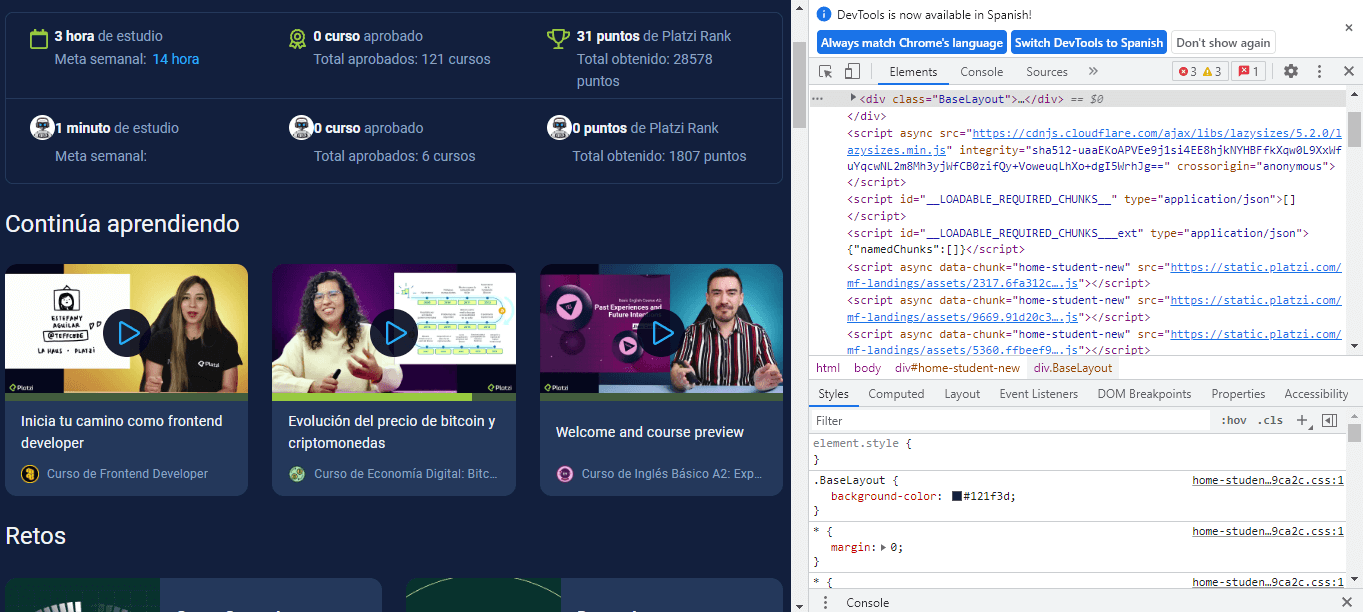 3 hora de estudio
Meta semanal: 14 hora
0 curso aprobado
Total aprobados: 121 cursos
31 puntos de Platzi Rank
Total obtenido: 28578
puntos
1 minuto de estudio
Meta semanal:
0 curso aprobado
Total aprobados: 6 cursos
0 puntos de Platzi Rank
Total obtenido: 1807 puntos
Continúa aprendiendo
ESTEFANY
AGUILAR
@TEFFCODE
LA HAUS · PLATZI
Platzi
Platzi
Inicia tu camino como frontend
developer
Curso de Frontend Developer
Platzi
Evolución del precio de bitcoin y
criptomonedas
Curso de Economía Digital: Bitc...
Basic English Course A2:
Past Experiences and
Future
Platzi
Welcome and course preview
Curso de Inglés Básico A2: Exp...
Retos
DevTools is now available in Spanish!
Always match Chrome's language
Switch DevTools to Spanish
Don't show again
Elements
Console
Sources
»
3
3
1
<div class="BaseLayout">…</div> == $0
</div>
<script async src="https://cdnjs.cloudflare.com/ajax/libs/lazysizes/5.2.0/l
azysizes.min.js" integrity="sha512-uaaEKoAPVEe9j1si4EE8hjkNYHBFfkXqw0L9XxWf
uYqcwNL2m8Mh3yjWfCB0zifQy+VoweuqLhXo+dgI5WrhJg==" crossorigin="anonymous">
</script>
<script id="__LOADABLE_REQUIRED_CHUNKS__" type="application/json">[]
</script>
<script id="__LOADABLE_REQUIRED_CHUNKS___ext" type="application/json">
{"namedChunks":[]}</script>
<script async data-chunk="home-student-new" src="https://static.platzi.com/
mf-landings/assets/2317.6fa312c….js"></script>
<script async data-chunk="home-student-new" src="https://static.platzi.com/
mf-landings/assets/9669.91d20c3….js"></script>
<script async data-chunk="home-student-new" src="https://static.platzi.com/
mf-landings/assets/5360.ffbeef9….js"></script>
html
body
div#home-student-new
div.BaseLayout
Styles
Computed
Layout
Event Listeners
DOM Breakpoints
Properties
Accessibility
Filter
:hov
.cls
element.style {
}
.BaseLayout {
home-studen…9ca2c.css:1
background-color: #121f3d;
}
* {
home-studen…9ca2c.css:1
margin: 0;
}
* {
home-studen…9ca2c.css:1
Console